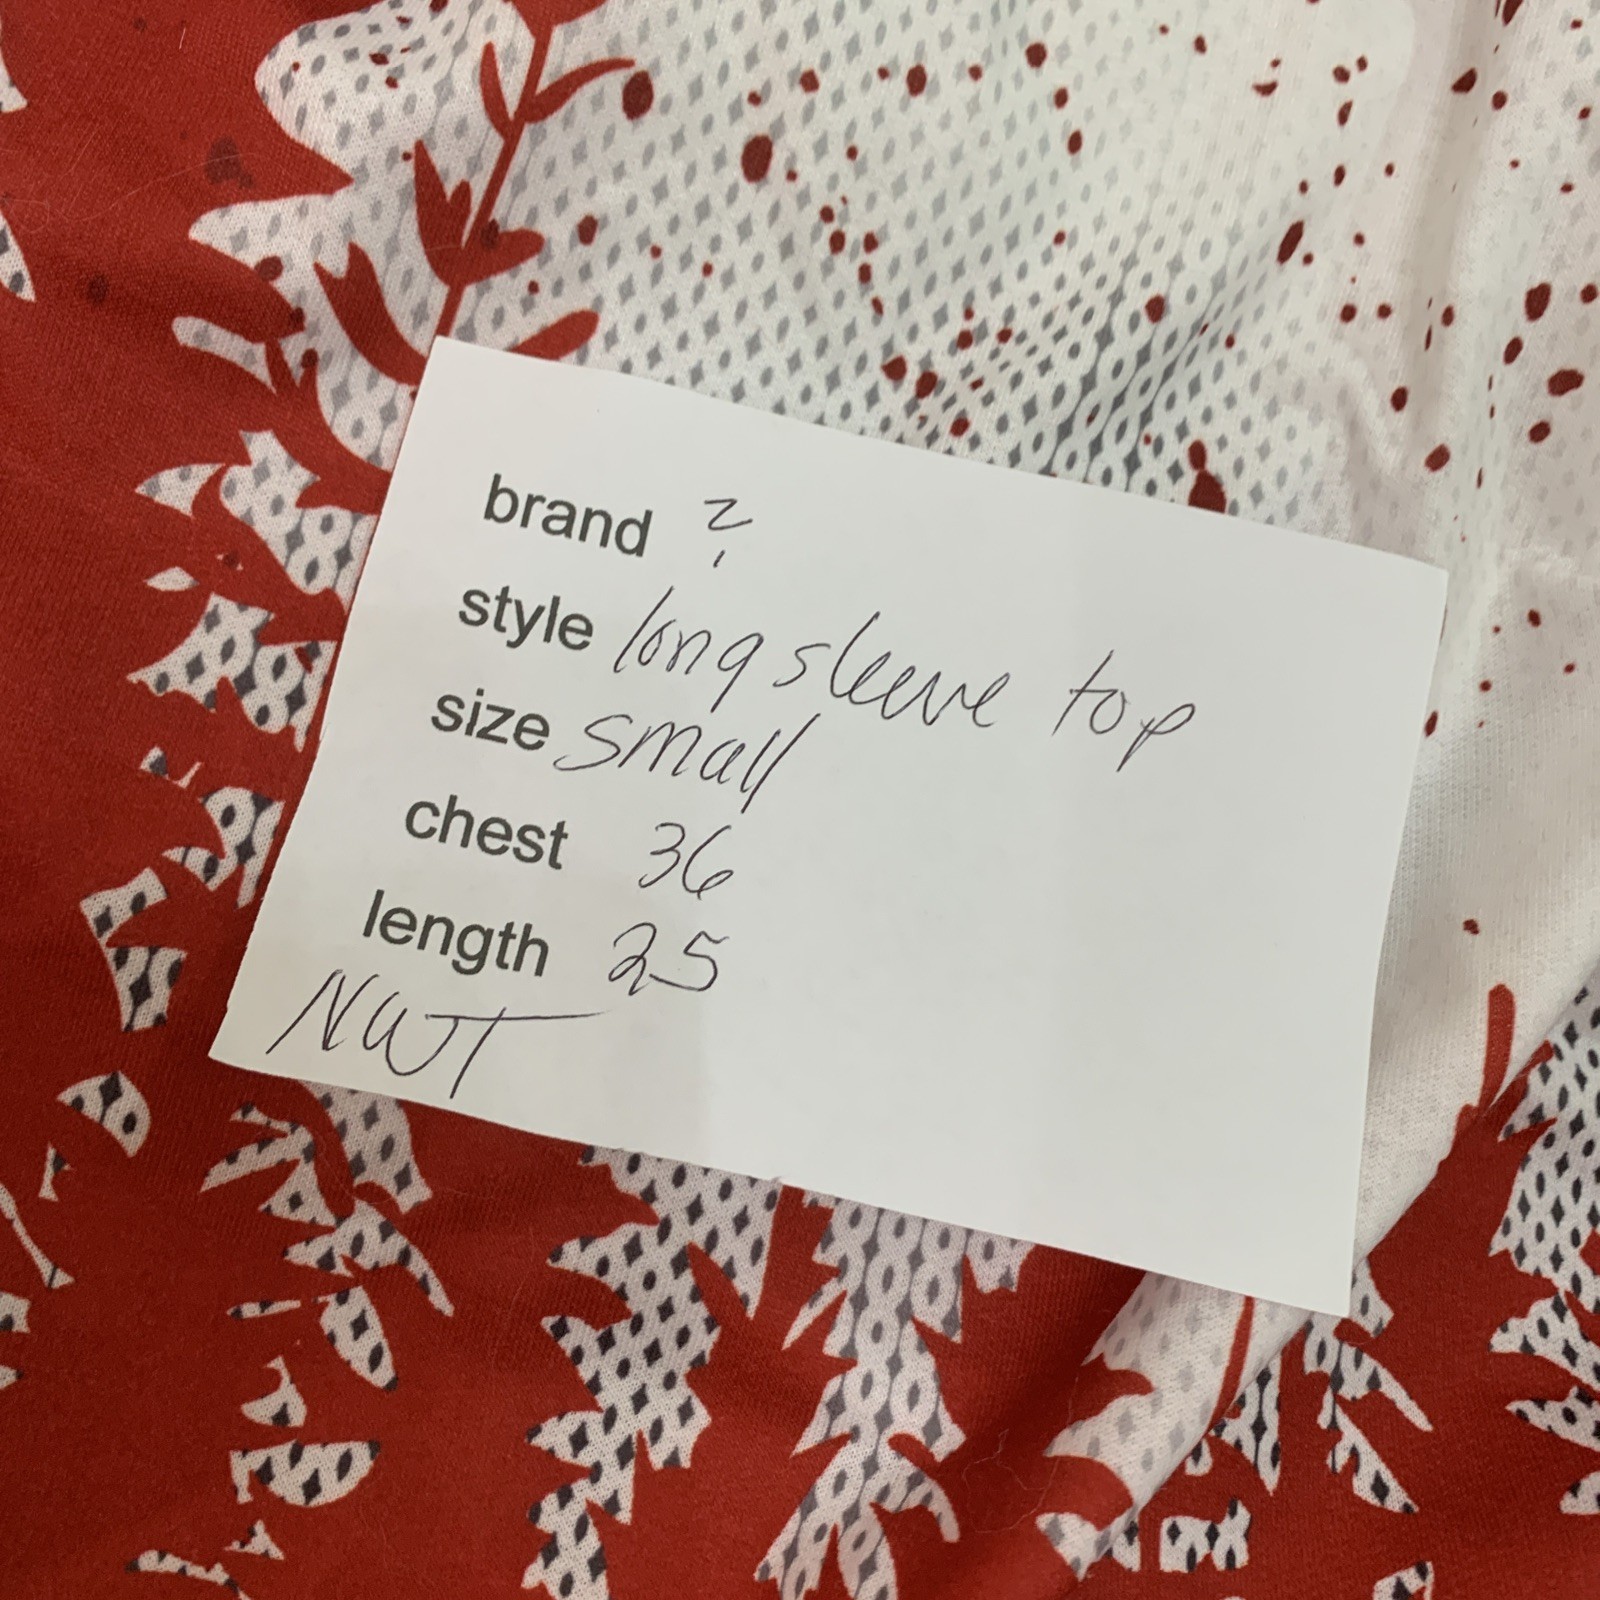 brand ?
style long sleeve top
size small
chest 36
length 25
NWT